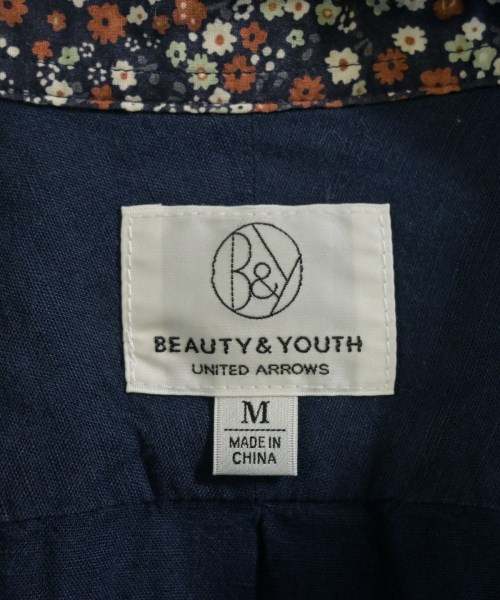 B&Y
BEAUTY & YOUTH
UNITED ARROWS
M
MADE IN
CHINA